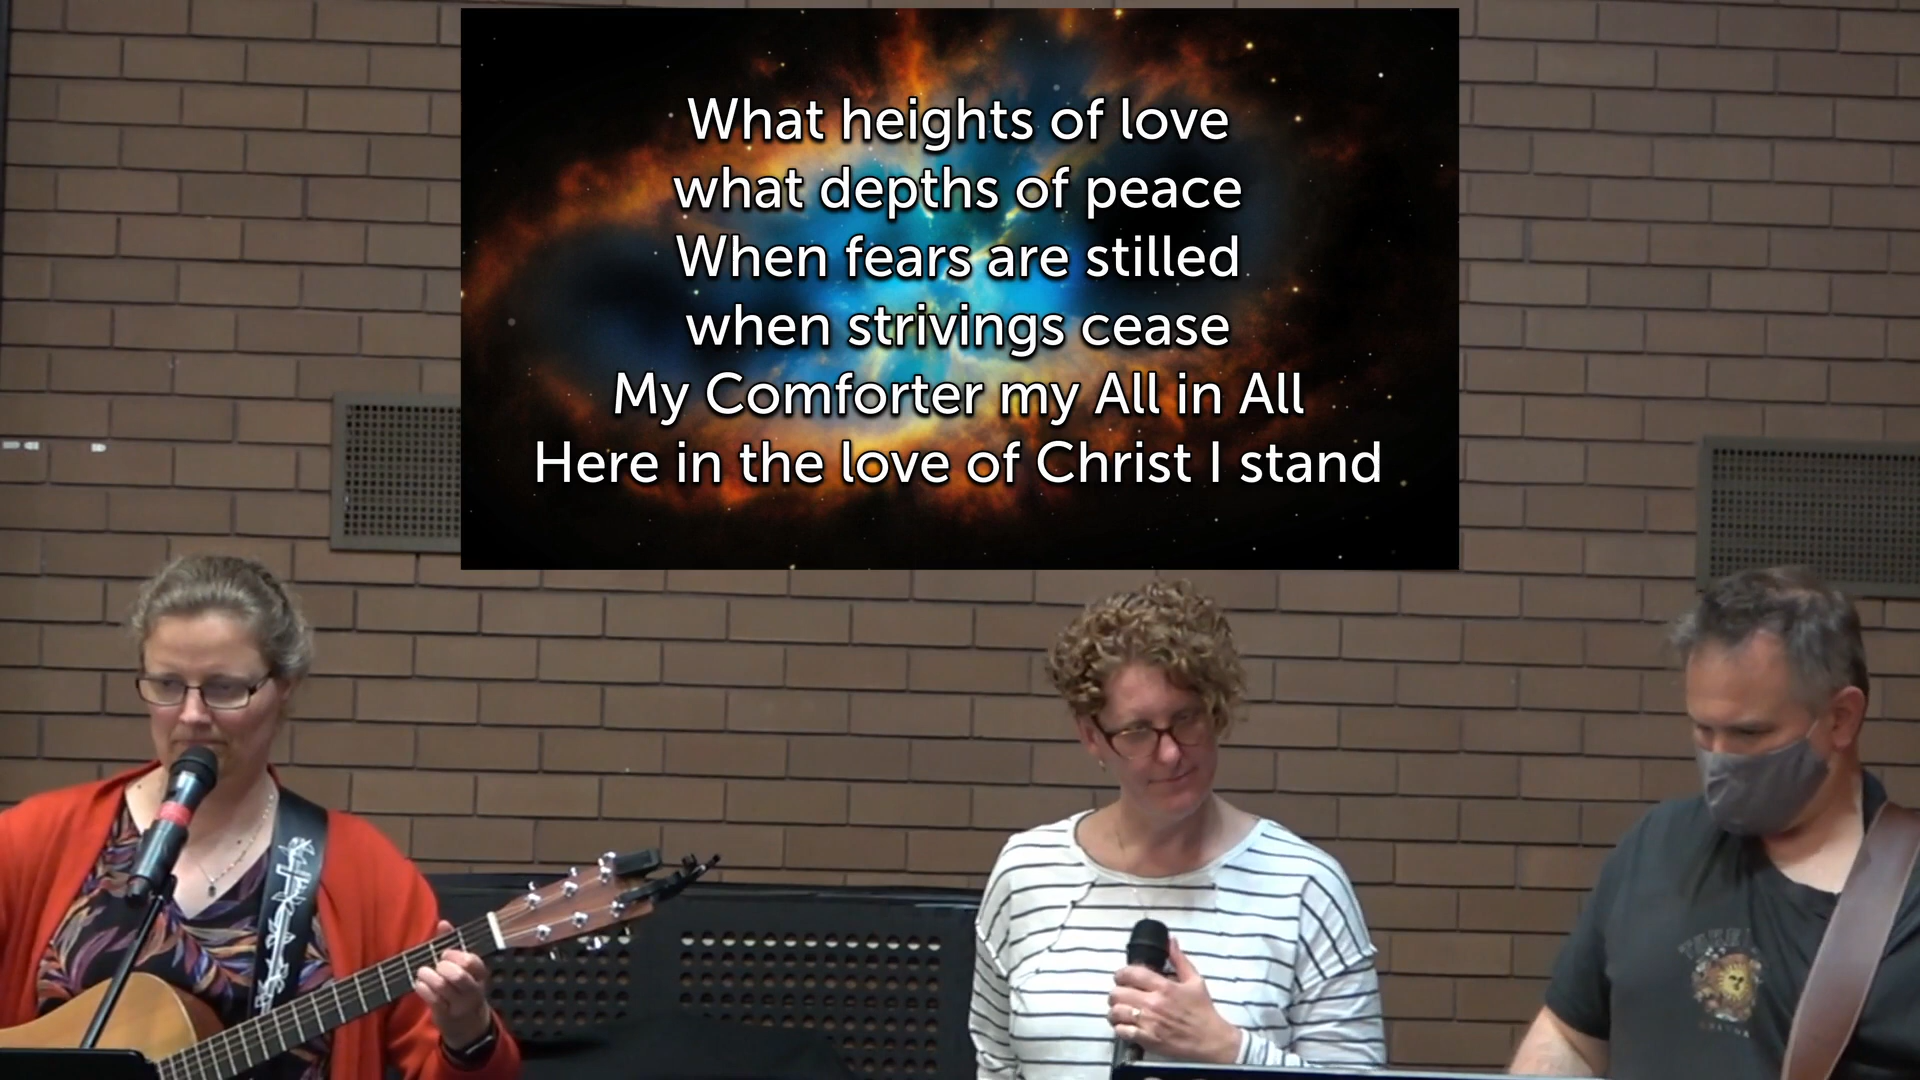 What heights of love
what depths of peace
When fears are stilled
when strivings cease
My Comforter my All in All
Here in the love of Christ I stand